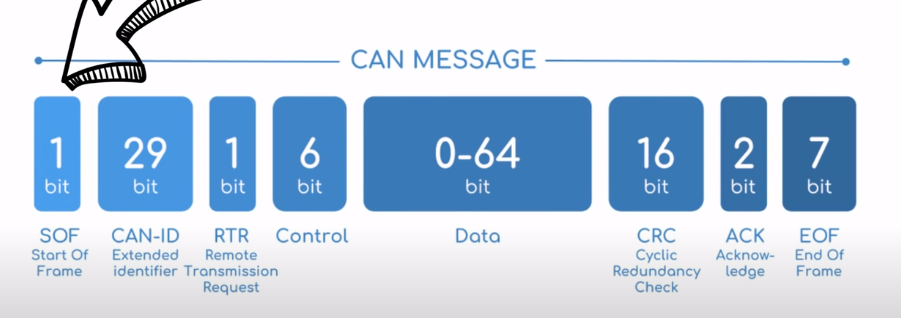 CAN MESSAGE
1
bit
29
bit
1
bit
6
bit
0-64
bit
16
bit
2
bit
7
bit
SOF
Start Of
Frame
CAN-ID
Extended
identifier
RTR
Remote
Transmission
Request
Control
Data
CRC
Cyclic
Redundancy
Check
ACK
Acknow-
ledge
EOF
End Of
Frame